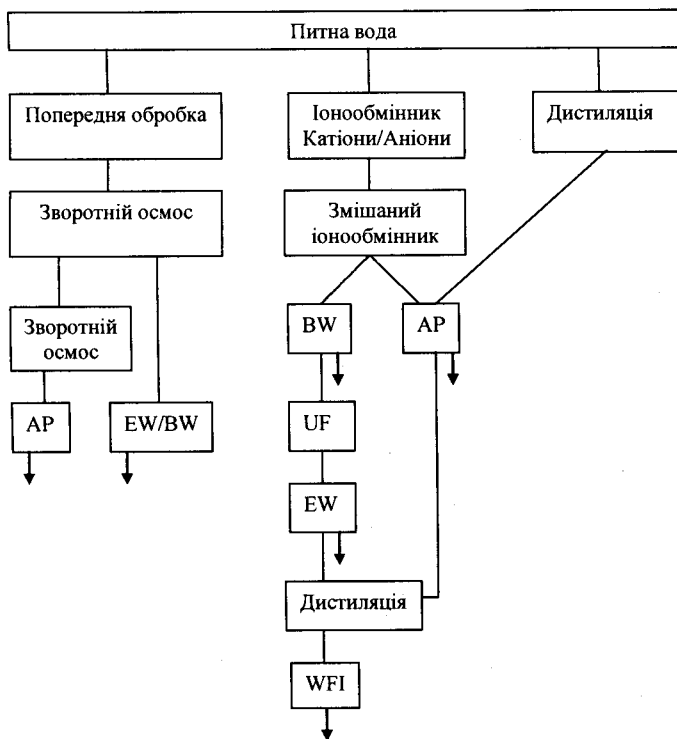 Питна вода
Попередня обробка
Іонообмінник
Катіони/Аніони
Дистиляція
Зворотній осмос
Змішаний
іонообмінник
Зворотній
осмос
BW
AP
AP
EW/BW
UF
EW
Дистиляція
WFI